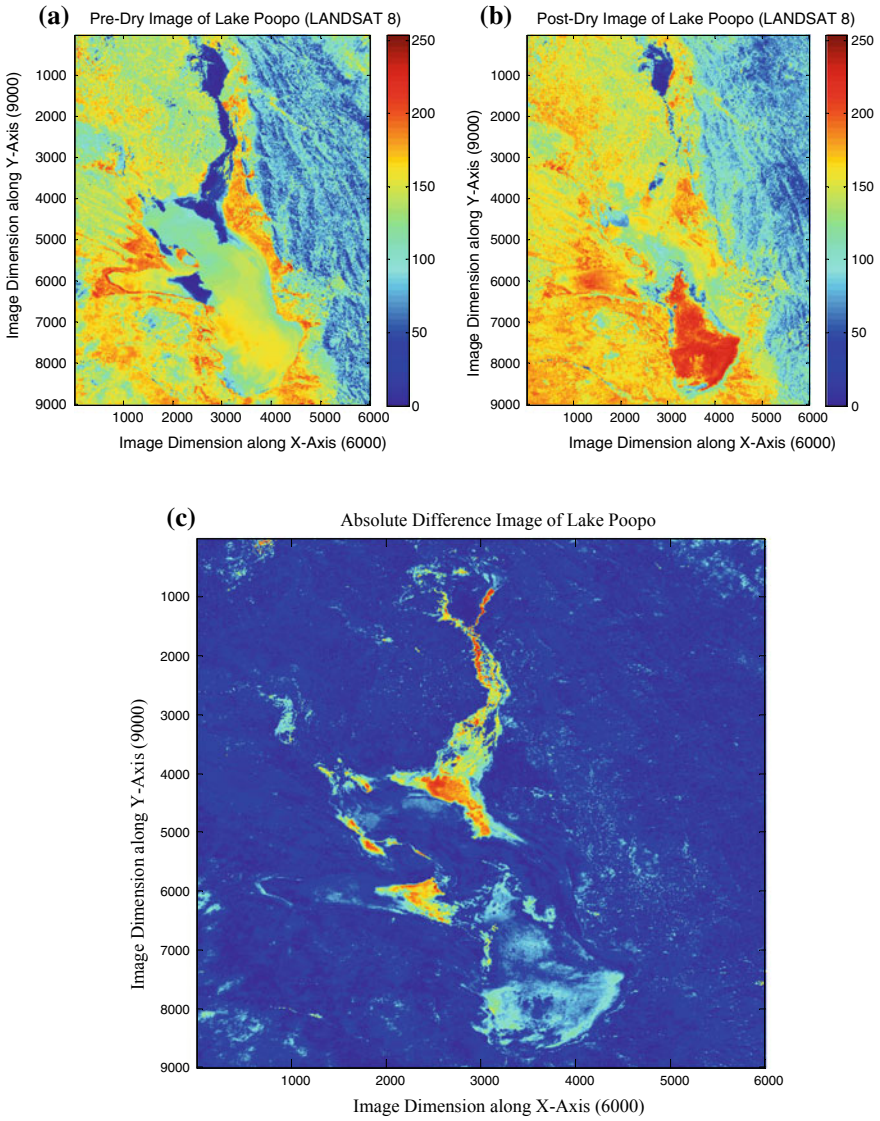 (a)
Pre-Dry Image of Lake Poopo (LANDSAT 8)
Image Dimension along Y-Axis (9000)
1000
2000
3000
4000
5000
6000
7000
8000
9000
1000 2000 3000 4000 5000 6000
Image Dimension along X-Axis (6000)
250
200
150
100
50
0
(b)
Post-Dry Image of Lake Poopo (LANDSAT 8)
Image Dimension along Y-Axis (9000)
1000
2000
3000
4000
5000
6000
7000
8000
9000
1000 2000 3000 4000 5000 6000
Image Dimension along X-Axis (6000)
250
200
150
100
50
0
(c)
Absolute Difference Image of Lake Poopo
Image Dimension along Y-Axis (9000)
1000
2000
3000
4000
5000
6000
7000
8000
9000
1000 2000 3000 4000 5000 6000
Image Dimension along X-Axis (6000)